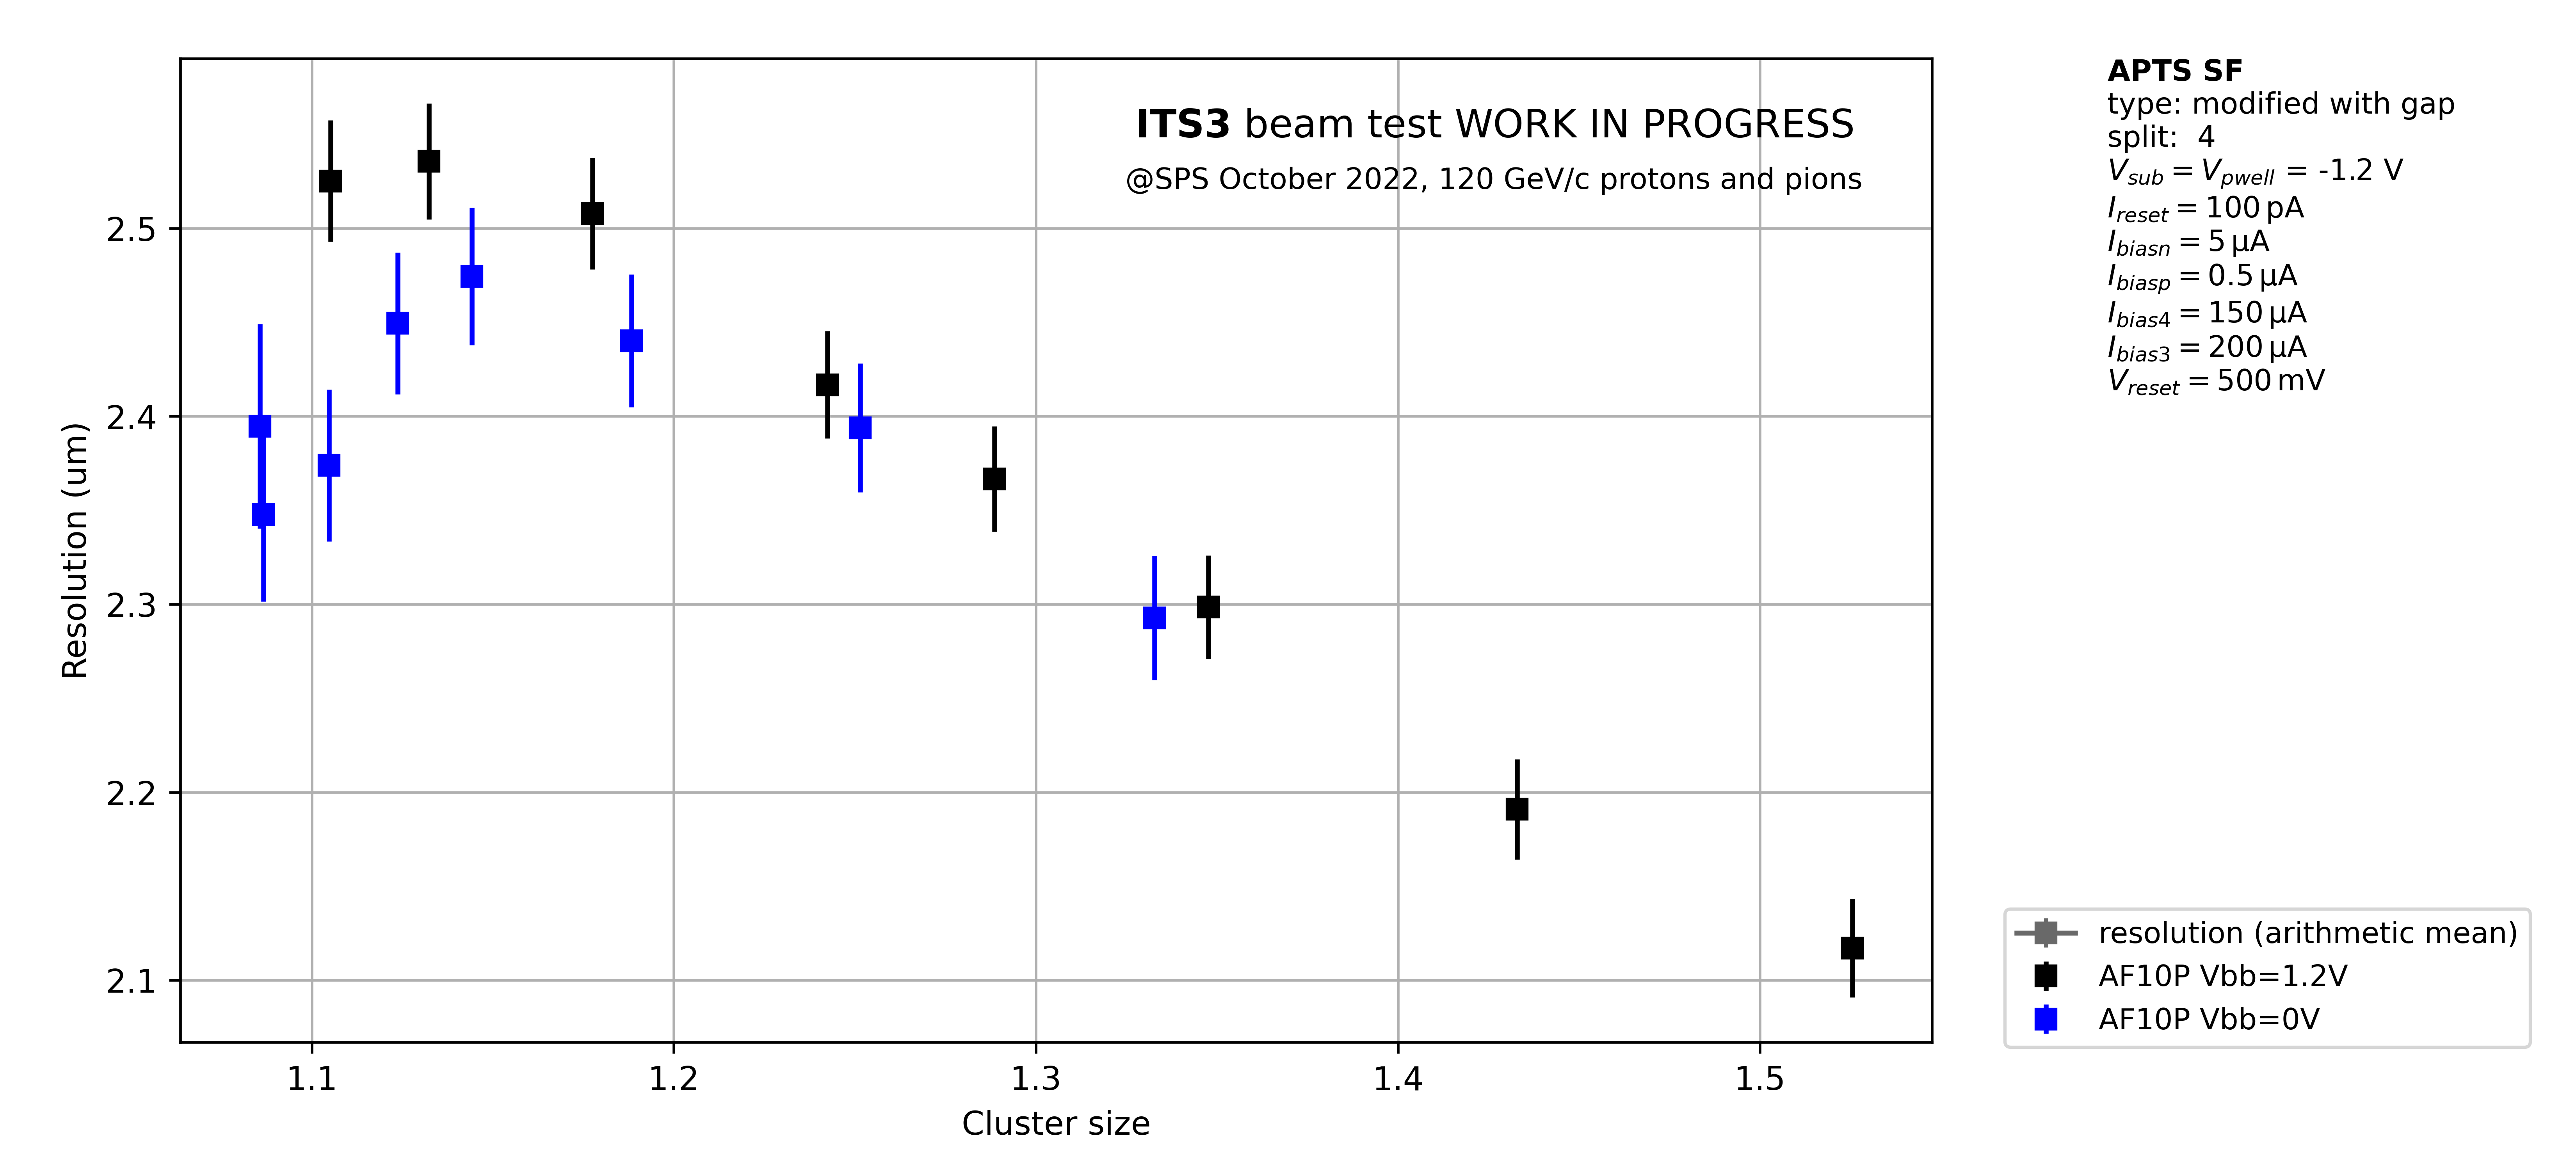 ITS3 beam test WORK IN PROGRESS
@SPS October 2022, 120 GeV/c protons and pions
Resolution (um)
2.5
2.4
2.3
2.2
2.1
1.1 1.2 1.3 1.4 1.5
Cluster size
APTS SF
type: modified with gap
split: 4
V_sub = V_pwell = -1.2 V
I_reset = 100 pA
I_biasn = 5 µA
I_biasp = 0.5 µA
I_bias4 = 150 µA
I_bias3 = 200 µA
V_reset = 500 mV
resolution (arithmetic mean)
AF10P Vbb=1.2V
AF10P Vbb=0V